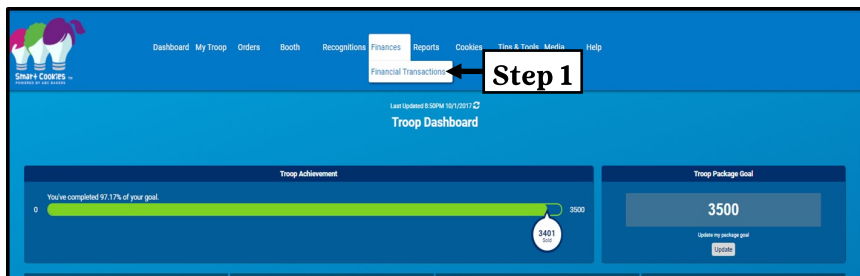 Dashboard My Troop Orders Booth Recognitions Finances Reports Cookies Tips & Tools Media Help
Smart Cookies TM
POWERED BY ABC BAKERS
Financial Transactions
Step 1
Last Updated 8:50PM 10/1/2017
Troop Dashboard
Troop Achievement
Troop Package Goal
You've completed 97.17% of your goal.
0
3500
3401
Sold
3500
Update my package goal
Update